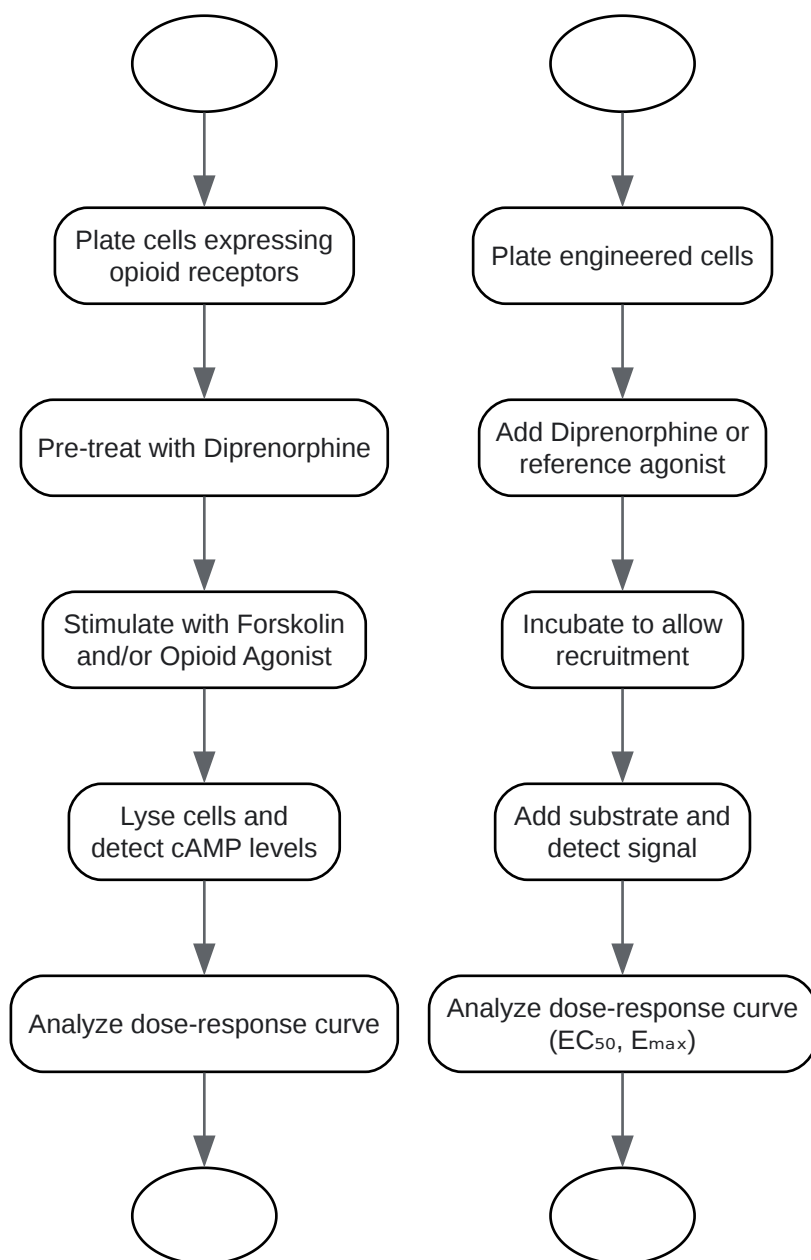 Plate cells expressing
opioid receptors
Pre-treat with Diprenorphine
Stimulate with Forskolin
and/or Opioid Agonist
Lyse cells and
detect cAMP levels
Analyze dose-response curve
Plate engineered cells
Add Diprenorphine or
reference agonist
Incubate to allow
recruitment
Add substrate and
detect signal
Analyze dose-response curve
(EC₅₀, Eₘₐₓ)